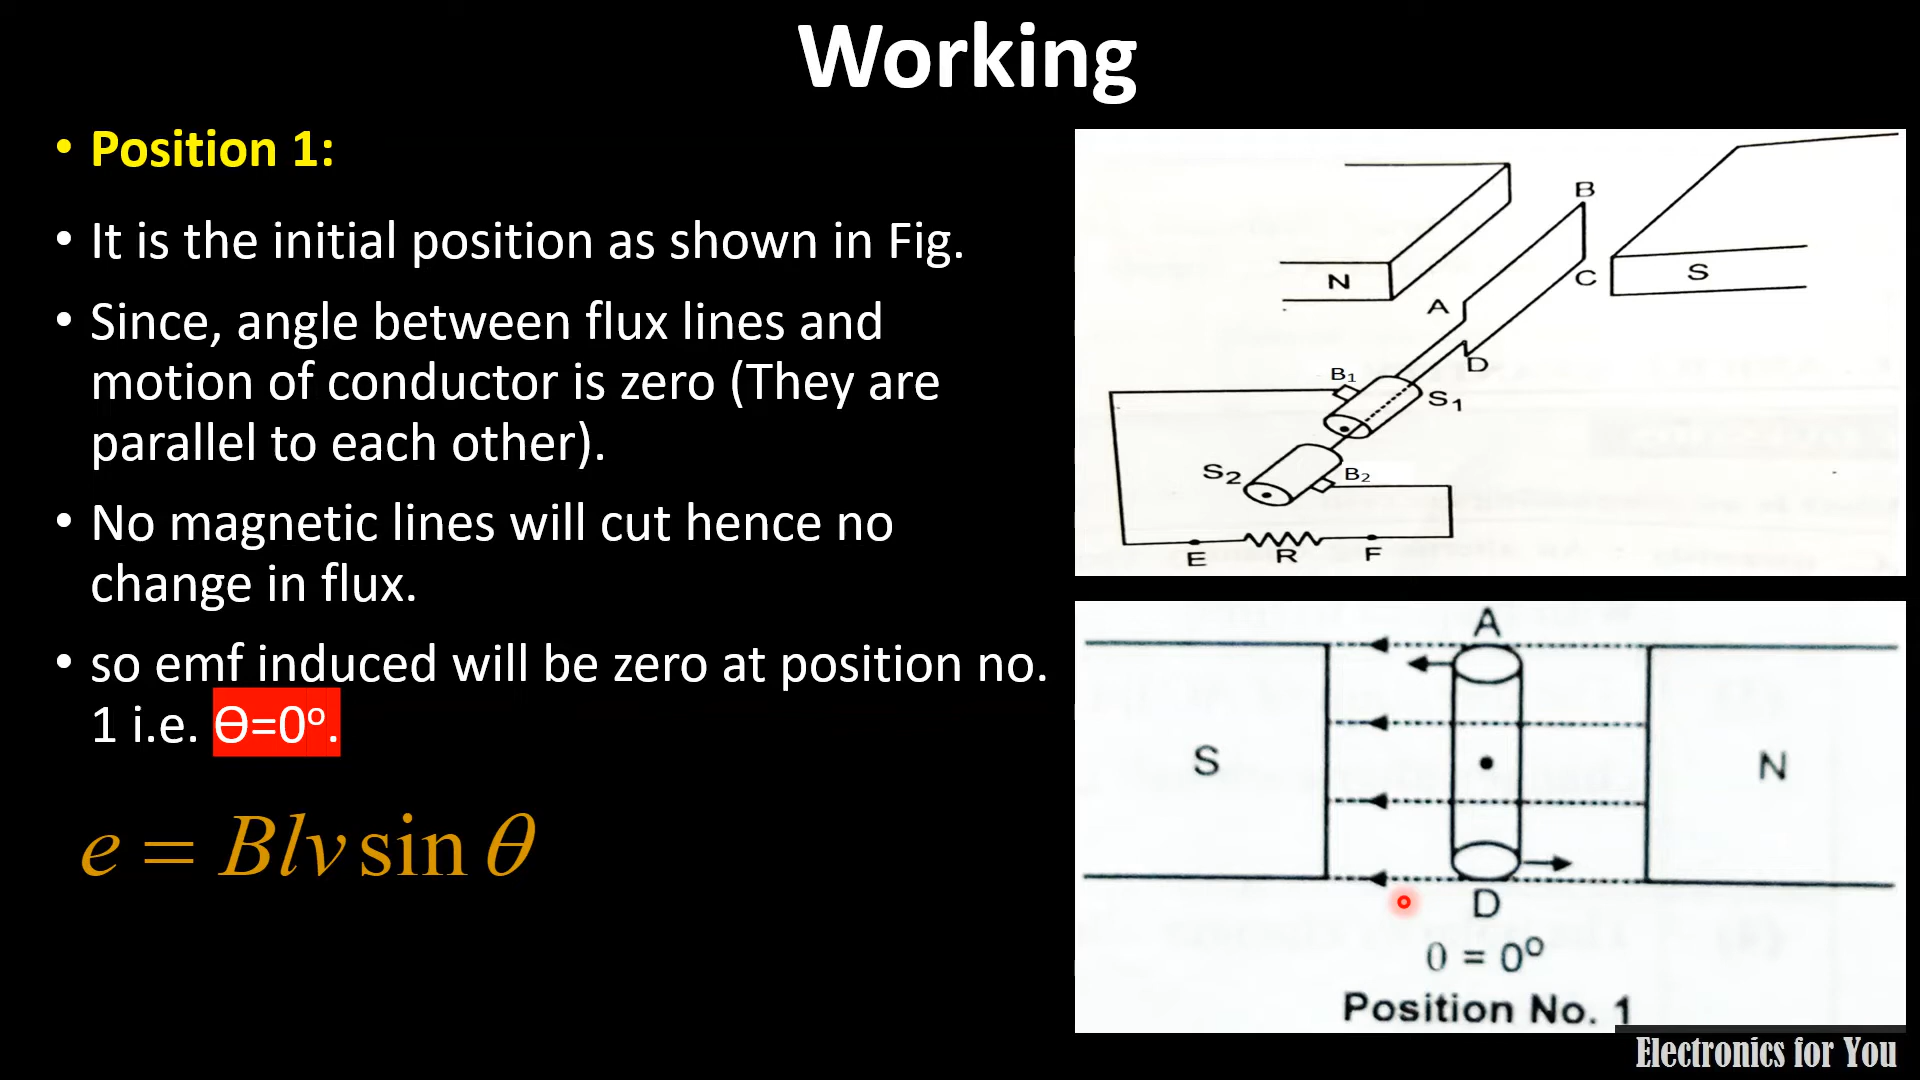 Working
• Position 1:
• It is the initial position as shown in Fig.
• Since, angle between flux lines and
motion of conductor is zero (They are
parallel to each other).
• No magnetic lines will cut hence no
change in flux.
• so emf induced will be zero at position no.
1 i.e. Ɵ=0º.
e = Blv sin θ
B
N
S
C
A
D
B₁
S₁
S₂
B₂
E
R
F
A
S
N
D
θ = 0º
Position No. 1
Electronics for You